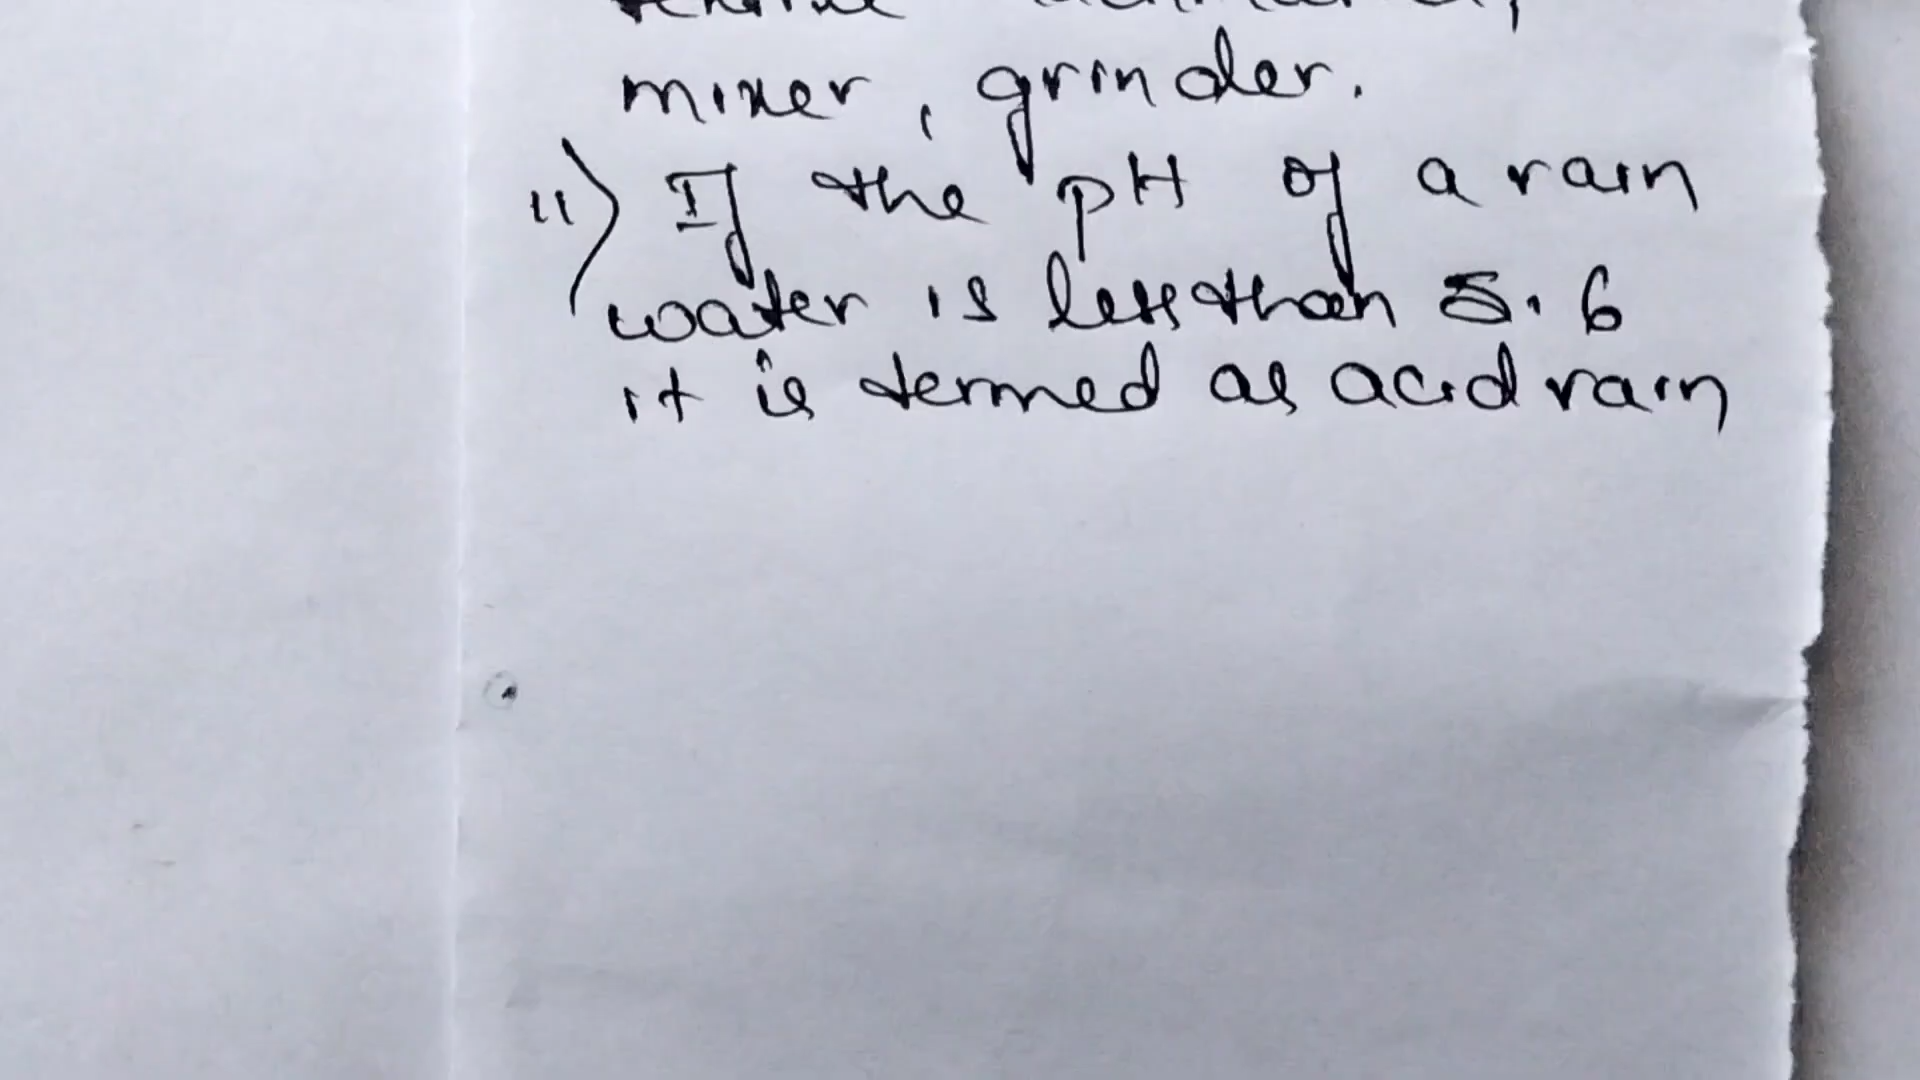 mixer, grinder.
11) If the pH of a rain
water is less than 5.6
it is termed as acid rain